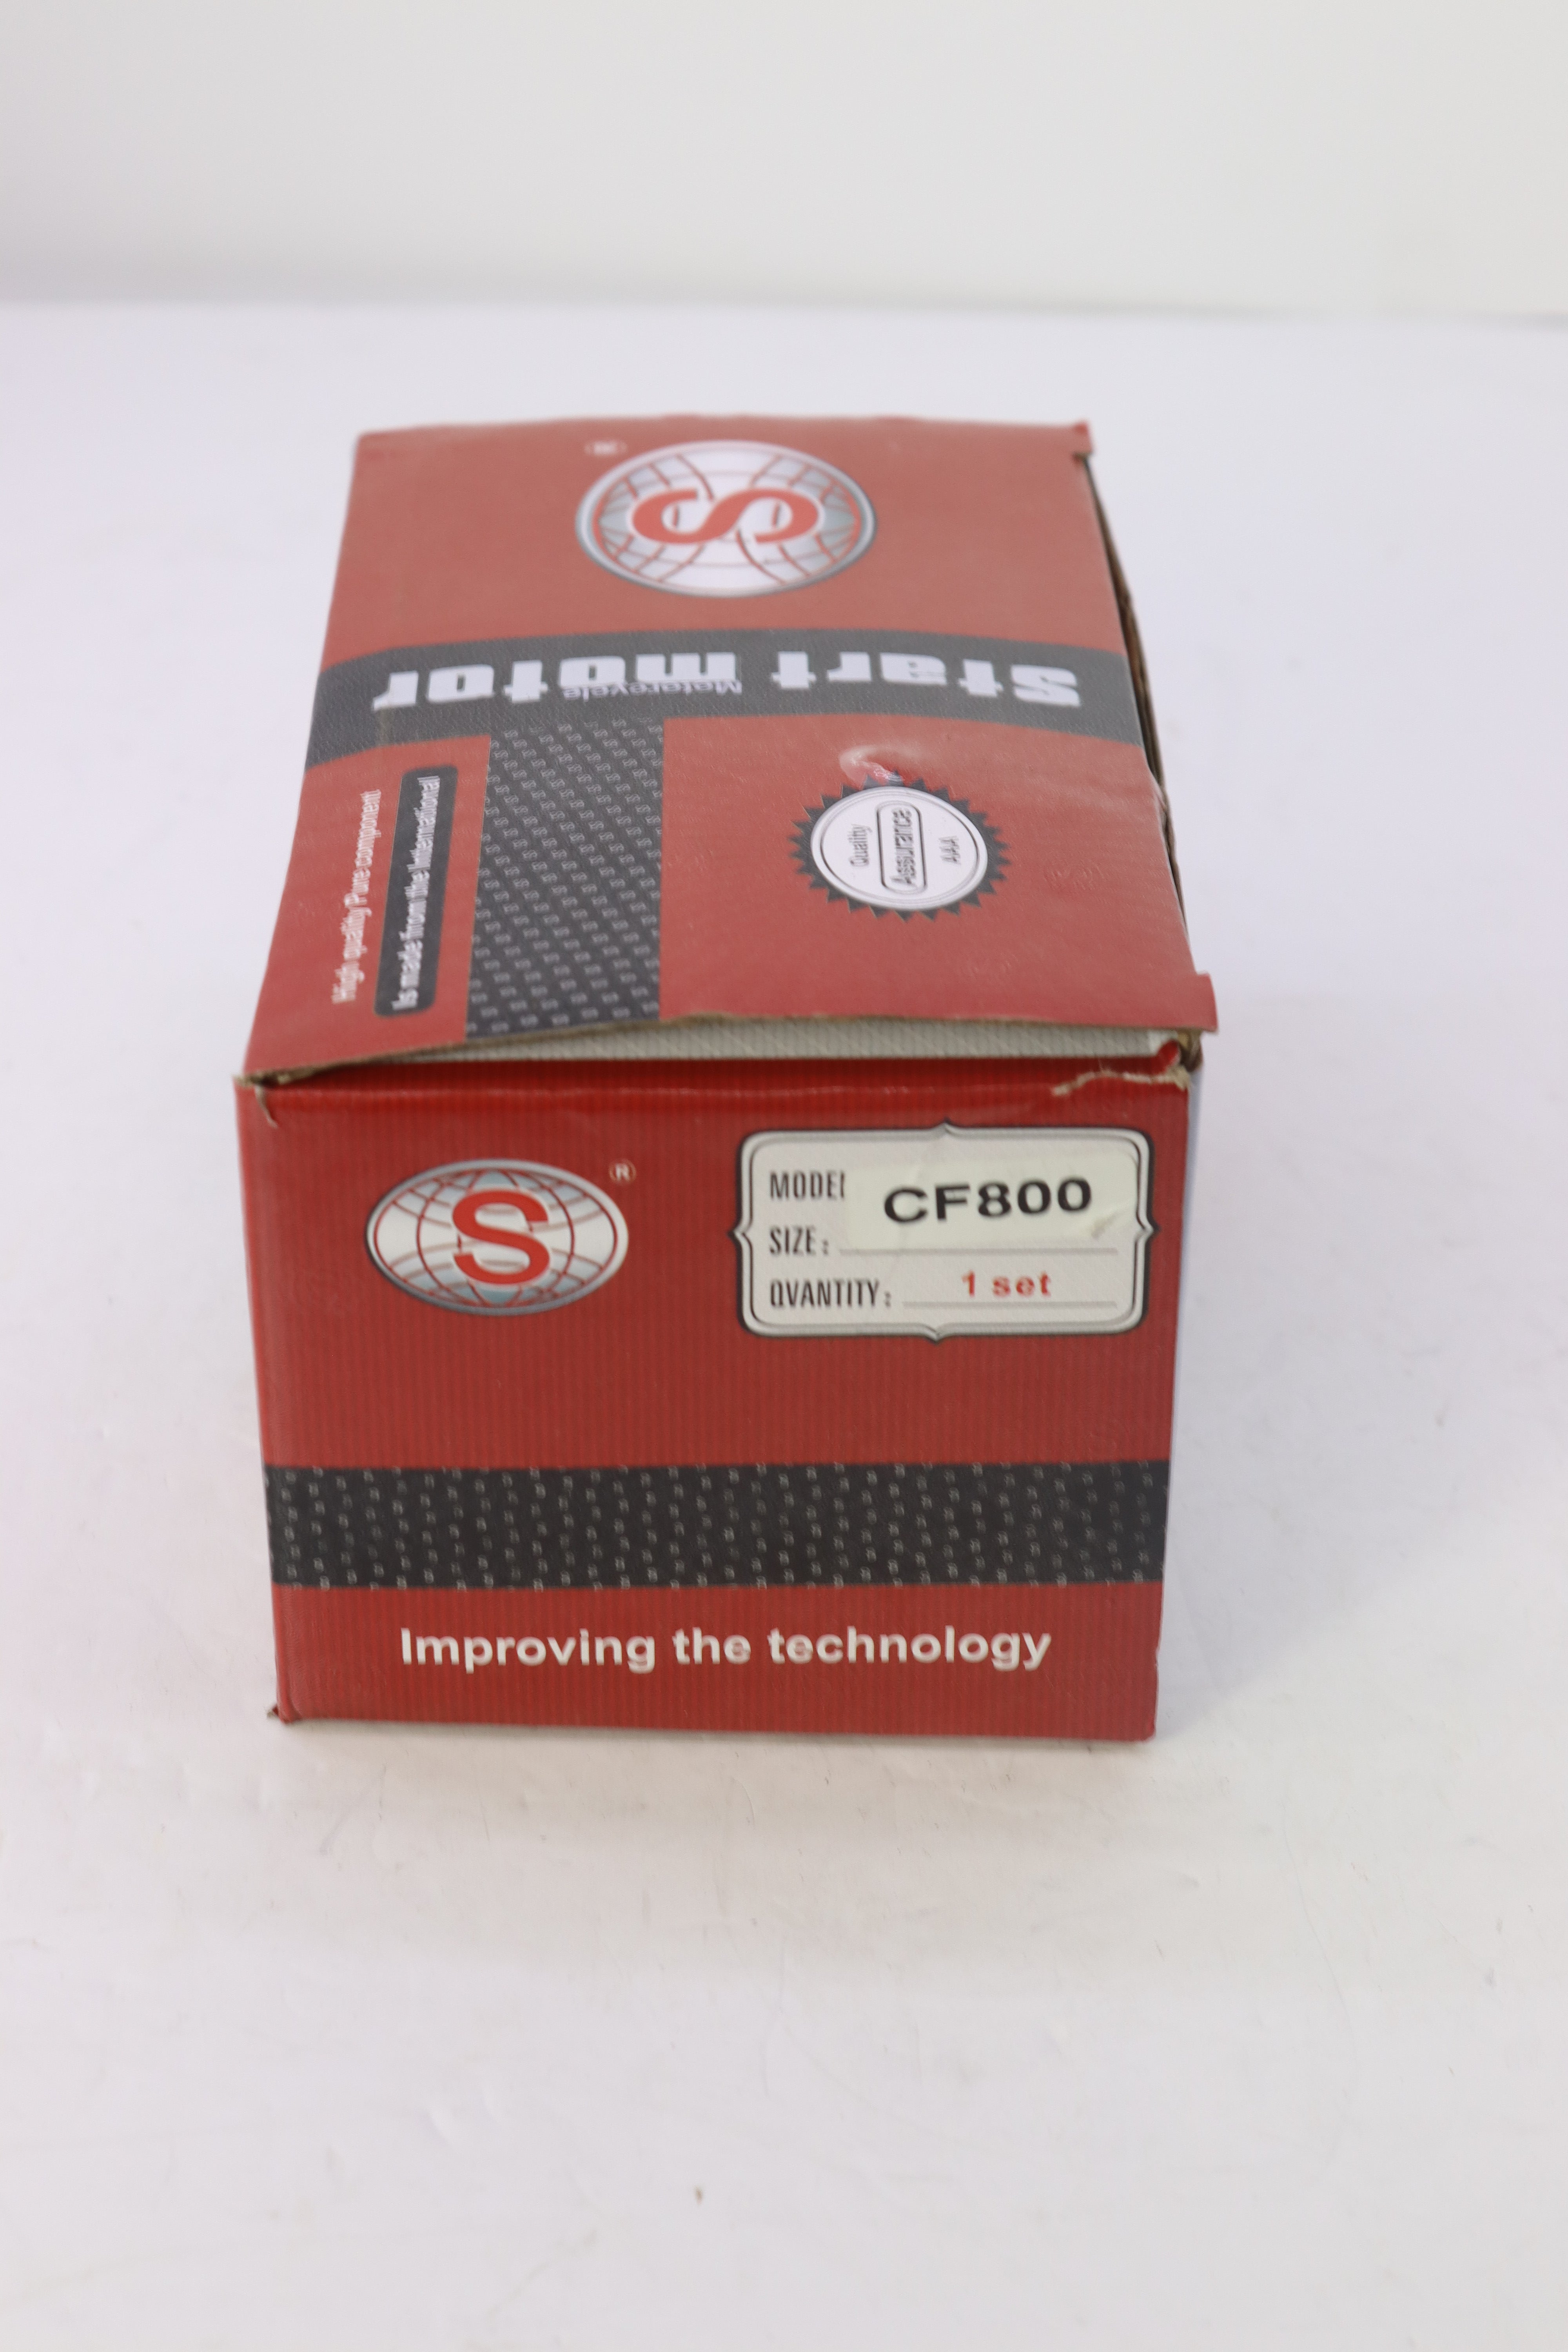 S
start motor
Motorcycle
High quality Pure component
Is made from the international
Quality
Assurance
AAA
S ®
MODEL CF800
SIZE:
QVANTITY: 1 set
Improving the technology